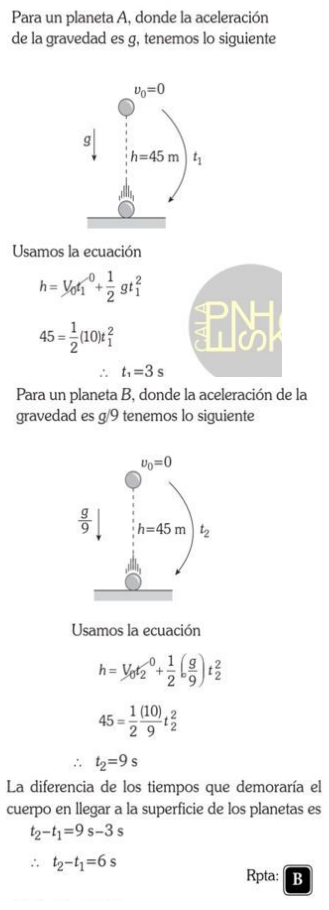 Para un planeta A, donde la aceleración
de la gravedad es g, tenemos lo siguiente
v₀=0
g
h=45 m
t₁
Usamos la ecuación
h = V₀t₁⁰ + 1/2 gt₁²
45 = 1/2 (10)t₁²
∴ t₁=3 s
Para un planeta B, donde la aceleración de la
gravedad es g/9 tenemos lo siguiente
v₀=0
g/9
h=45 m
t₂
Usamos la ecuación
h = V₀t₂⁰ + 1/2 (g/9) t₂²
45 = 1/2 (10)/9 t₂²
∴ t₂=9 s
La diferencia de los tiempos que demoraría el
cuerpo en llegar a la superficie de los planetas es
t₂−t₁=9 s−3 s
∴ t₂−t₁=6 s
Rpta: B